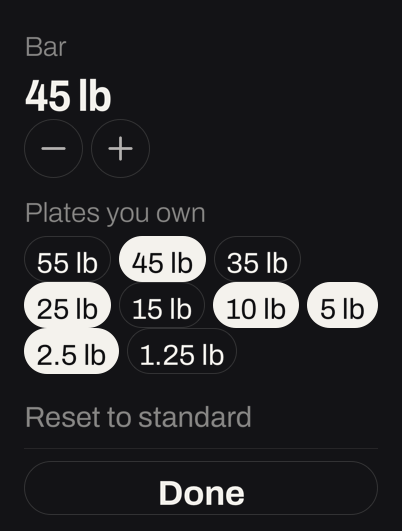 Bar
45 lb
Plates you own
55 lb 45 lb 35 lb
25 lb 15 lb 10 lb 5 lb
2.5 lb 1.25 lb
Reset to standard
Done